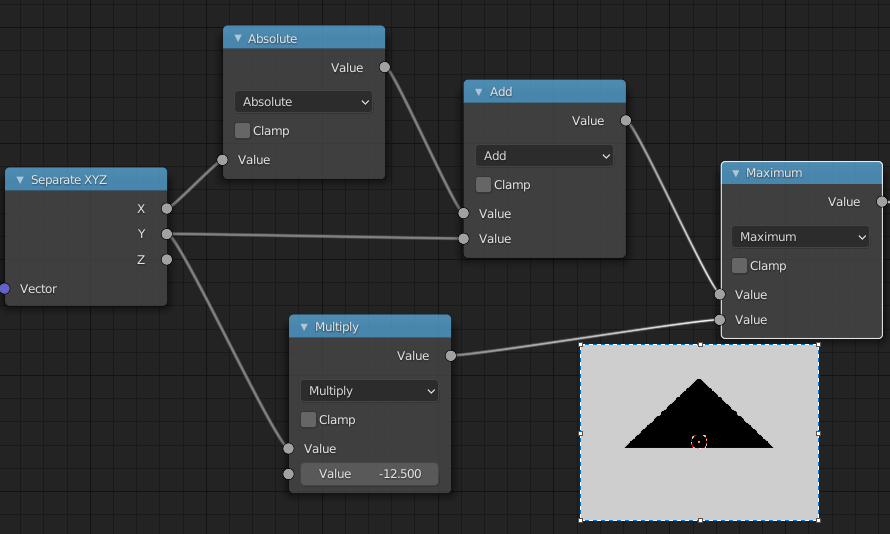 Absolute
Value
Absolute
Clamp
Value
Add
Value
Add
Clamp
Value
Value
Separate XYZ
X
Y
Z
Vector
Maximum
Value
Maximum
Clamp
Value
Value
Multiply
Value
Multiply
Clamp
Value
Value -12.500